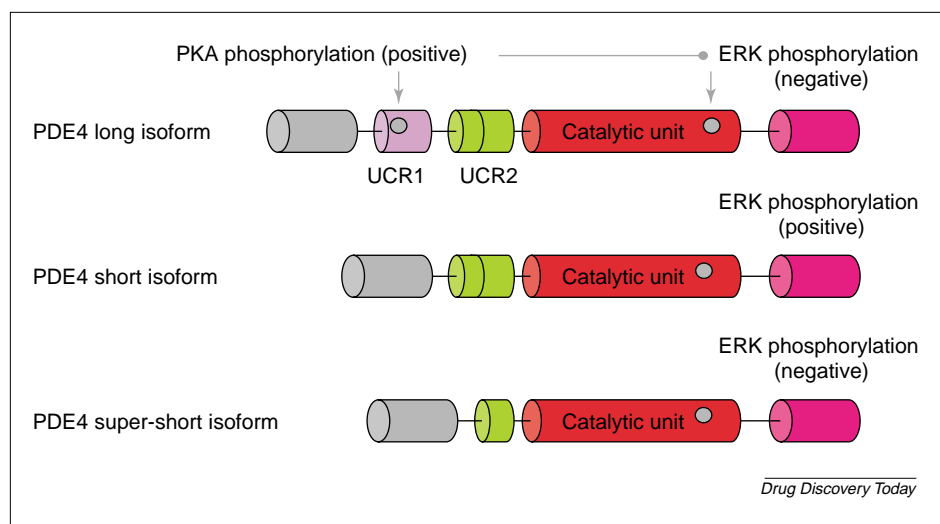 PKA phosphorylation (positive)
ERK phosphorylation
(negative)
PDE4 long isoform
Catalytic unit
UCR1
UCR2
ERK phosphorylation
(positive)
PDE4 short isoform
Catalytic unit
ERK phosphorylation
(negative)
PDE4 super-short isoform
Catalytic unit
Drug Discovery Today